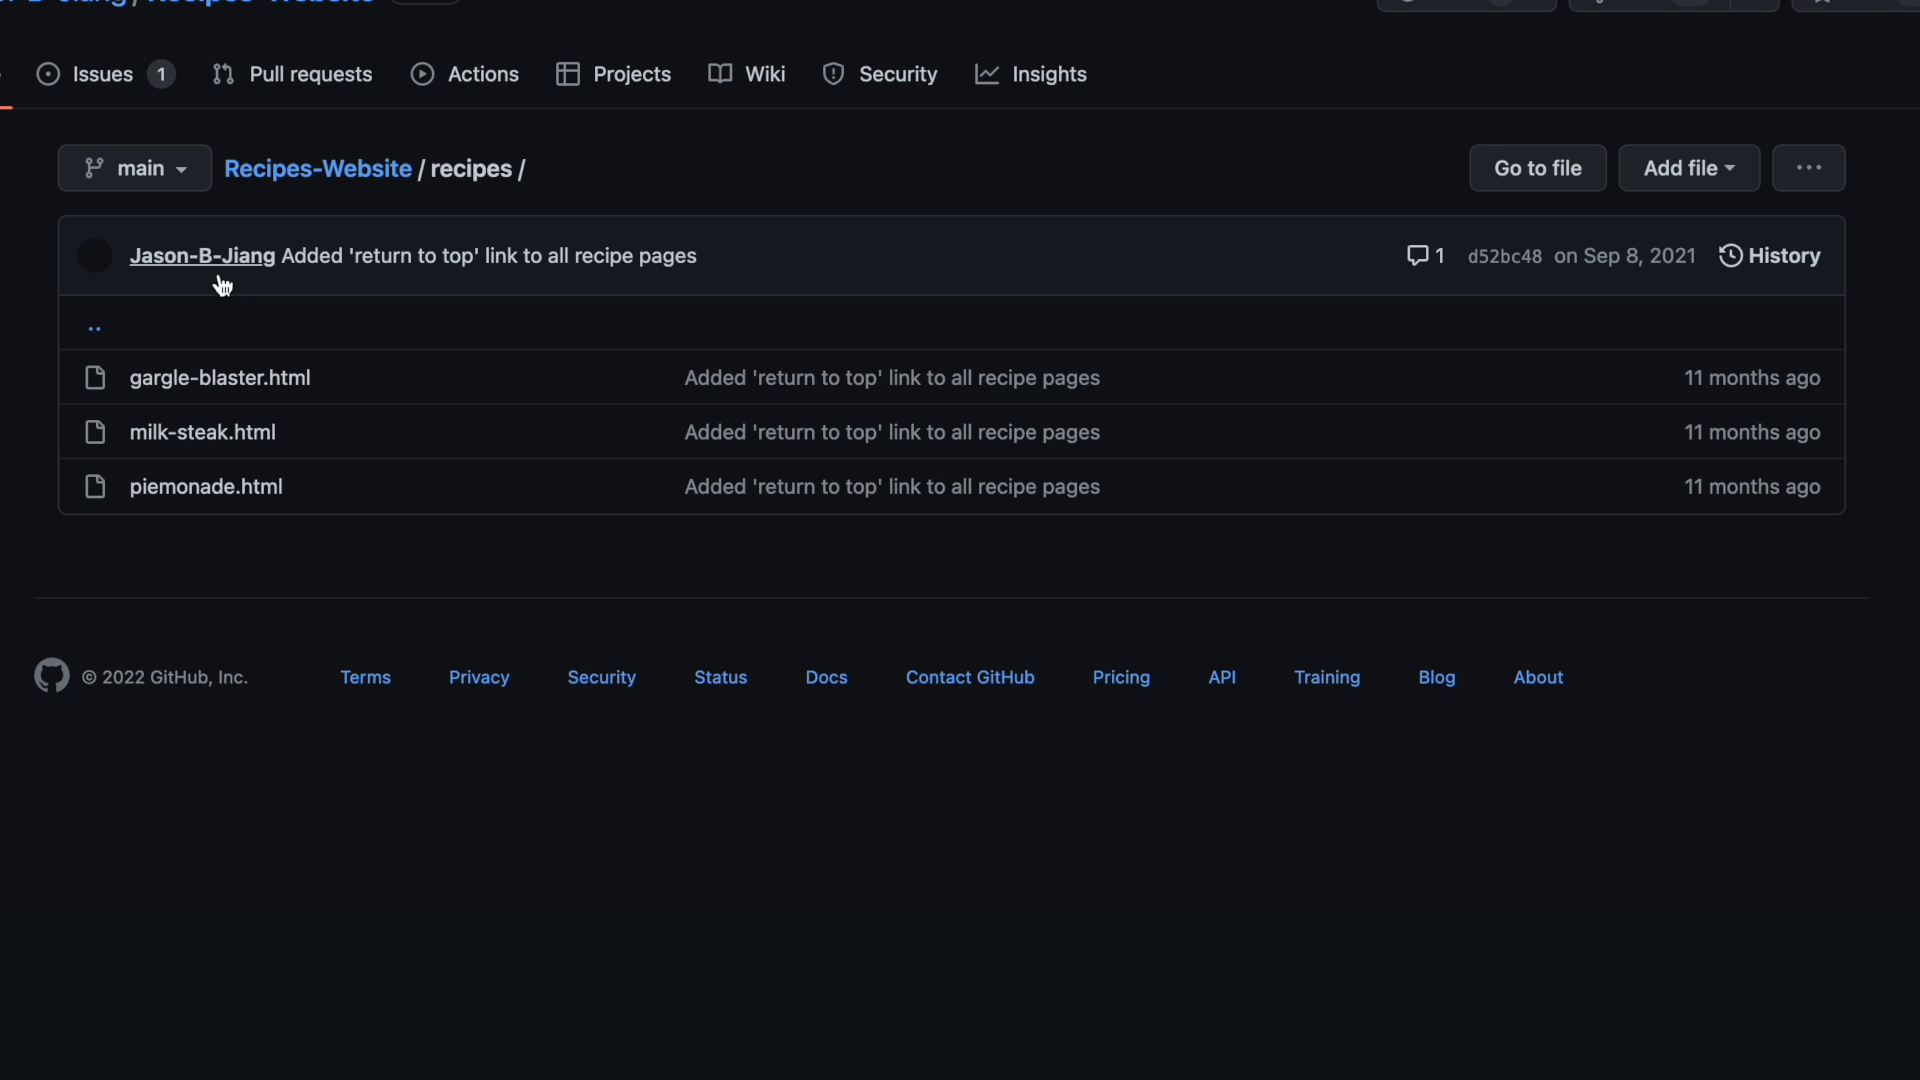 Recipes-Website
Issues 1 Pull requests Actions Projects Wiki Security Insights
main Recipes-Website / recipes / Go to file Add file ...
Jason-B-Jiang Added 'return to top' link to all recipe pages 1 d52bc48 on Sep 8, 2021 History
..
gargle-blaster.html Added 'return to top' link to all recipe pages 11 months ago
milk-steak.html Added 'return to top' link to all recipe pages 11 months ago
piemonade.html Added 'return to top' link to all recipe pages 11 months ago
© 2022 GitHub, Inc. Terms Privacy Security Status Docs Contact GitHub Pricing API Training Blog About